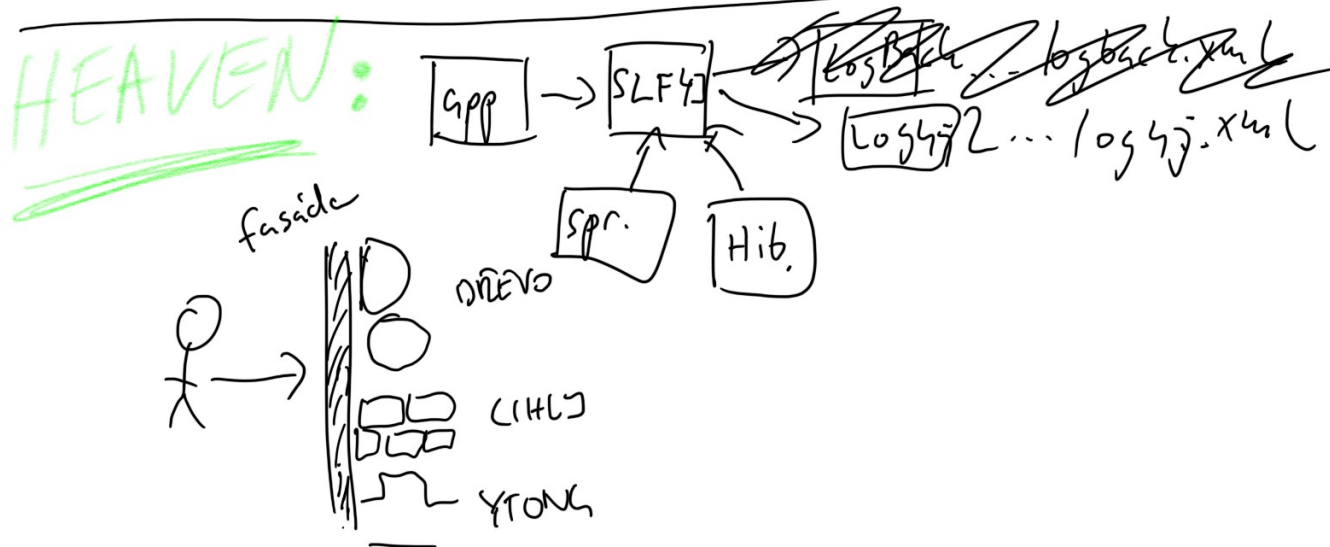 HEAVEN:
app → SLF4J → LogBack ... logback.xml
Log4j2 ... log4j.xml
Spr. Hib.
fasáda
DŘEVO
CIHLY
YTONG